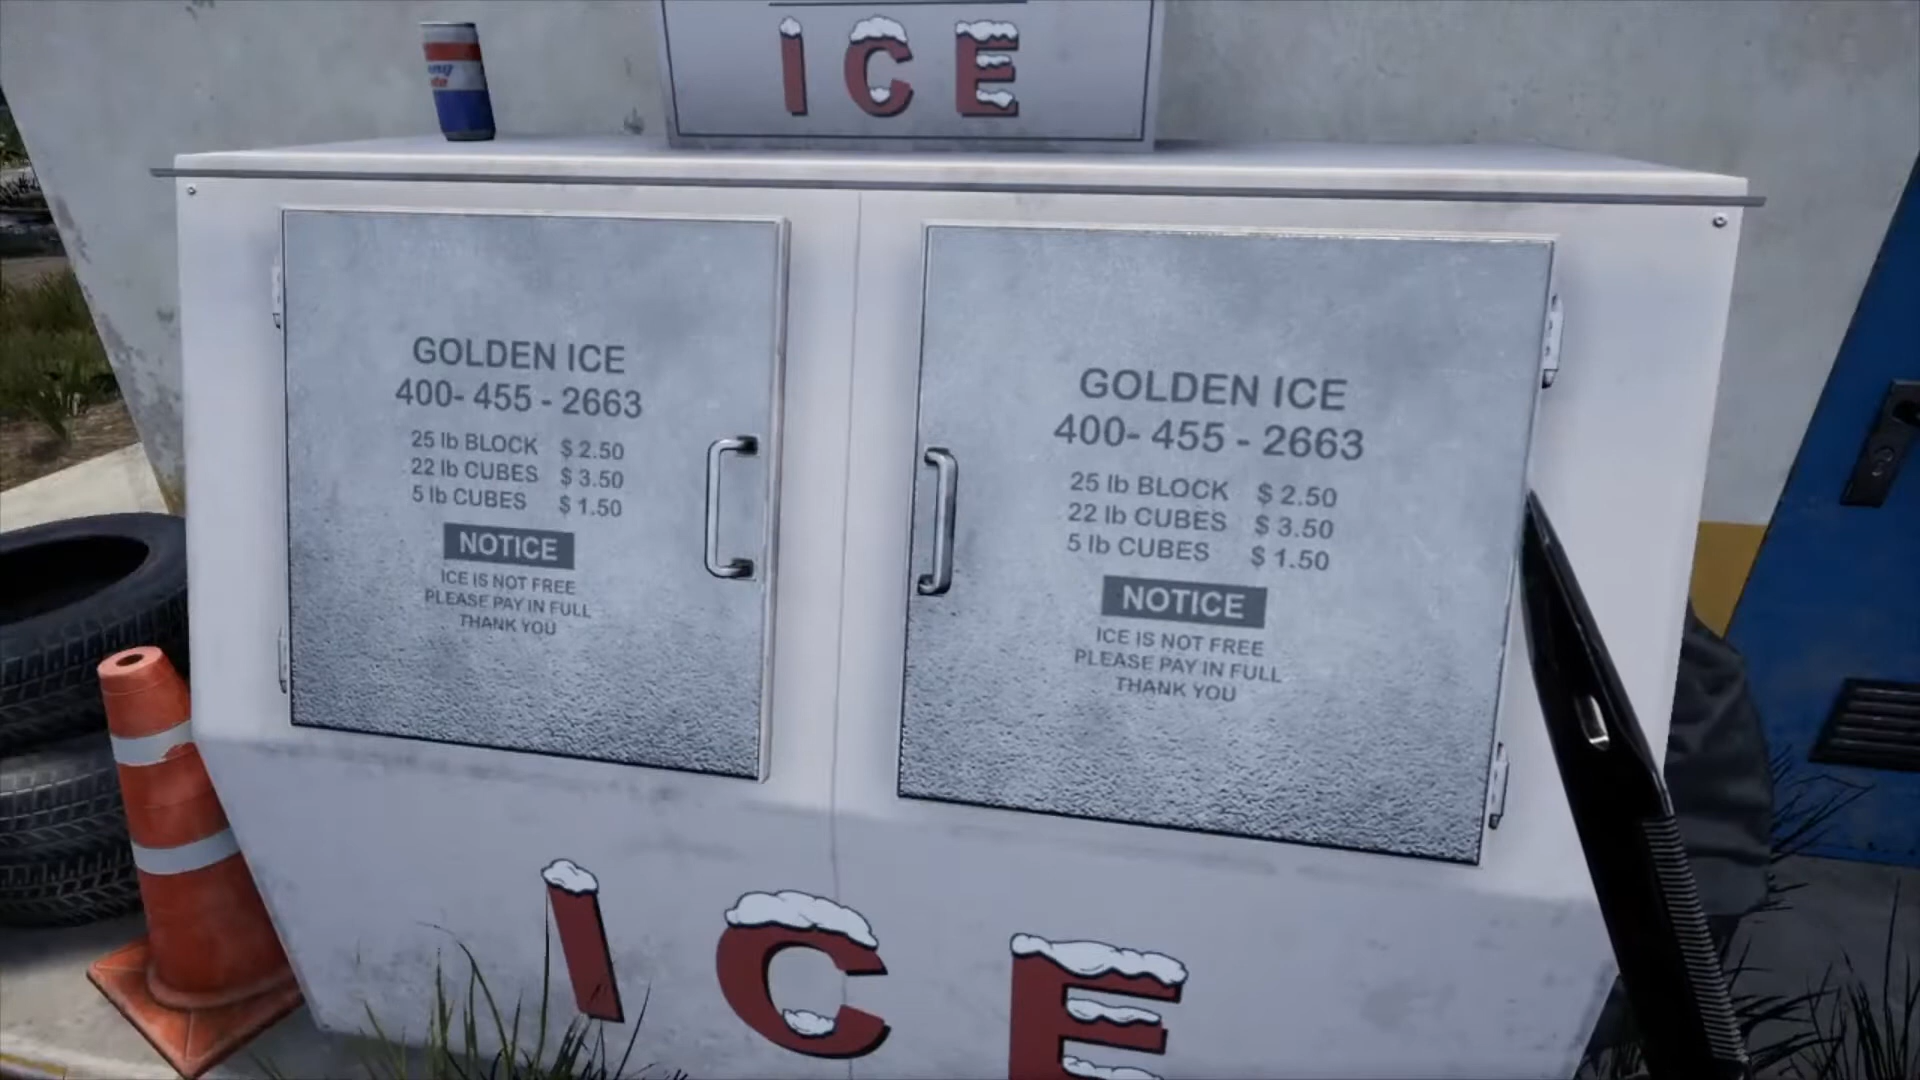 ICE
GOLDEN ICE
400- 455 - 2663
25 lb BLOCK $ 2.50
22 lb CUBES $ 3.50
5 lb CUBES $ 1.50
NOTICE
ICE IS NOT FREE
PLEASE PAY IN FULL
THANK YOU
GOLDEN ICE
400- 455 - 2663
25 lb BLOCK $ 2.50
22 lb CUBES $ 3.50
5 lb CUBES $ 1.50
NOTICE
ICE IS NOT FREE
PLEASE PAY IN FULL
THANK YOU
ICE